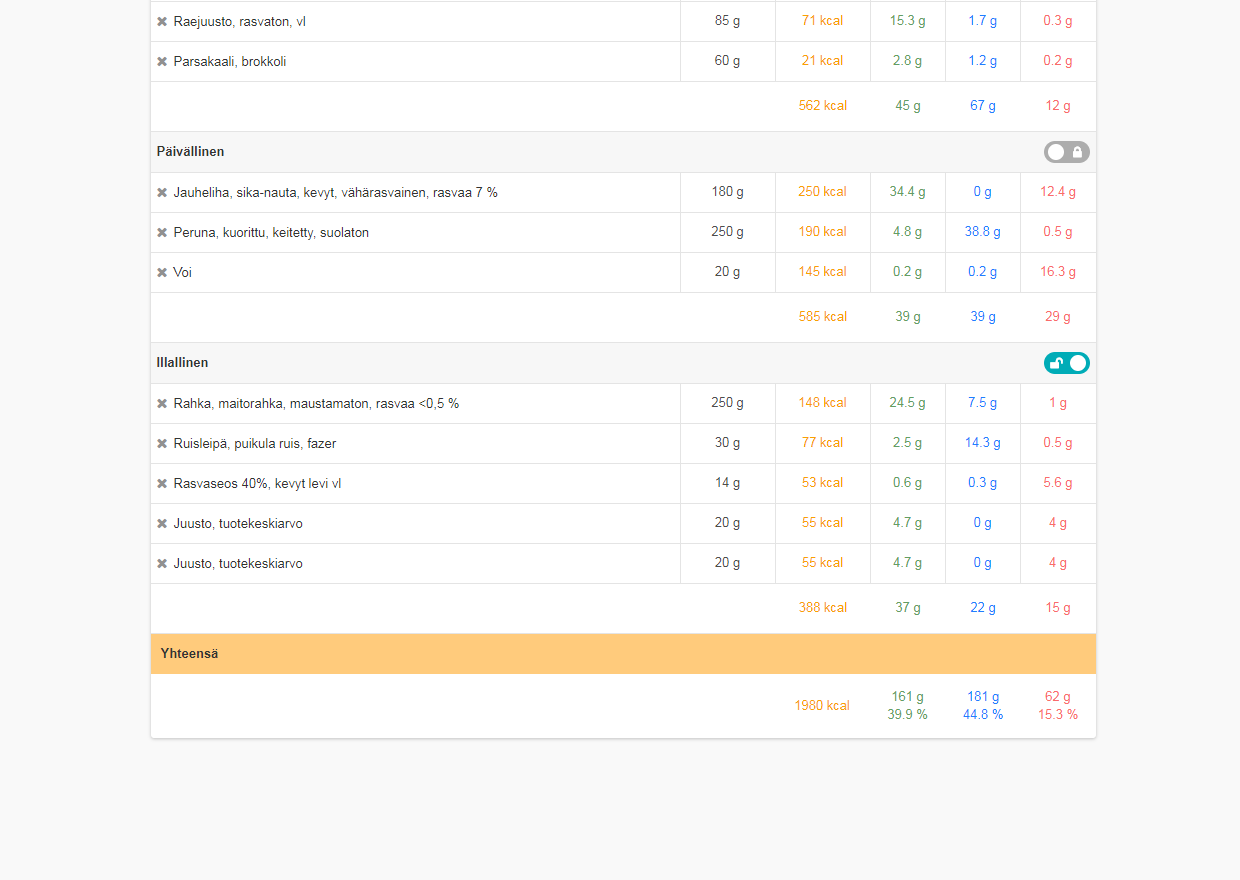 Raejuusto, rasvaton, vl 85 g 71 kcal 15.3 g 1.7 g 0.3 g
Parsakaali, brokkoli 60 g 21 kcal 2.8 g 1.2 g 0.2 g
562 kcal 45 g 67 g 12 g
Päivällinen
Jauheliha, sika-nauta, kevyt, vähärasvainen, rasvaa 7 % 180 g 250 kcal 34.4 g 0 g 12.4 g
Peruna, kuorittu, keitetty, suolaton 250 g 190 kcal 4.8 g 38.8 g 0.5 g
Voi 20 g 145 kcal 0.2 g 0.2 g 16.3 g
585 kcal 39 g 39 g 29 g
Illallinen
Rahka, maitorahka, maustamaton, rasvaa <0,5 % 250 g 148 kcal 24.5 g 7.5 g 1 g
Ruisleipä, puikula ruis, fazer 30 g 77 kcal 2.5 g 14.3 g 0.5 g
Rasvaseos 40%, kevyt levi vl 14 g 53 kcal 0.6 g 0.3 g 5.6 g
Juusto, tuotekeskiarvo 20 g 55 kcal 4.7 g 0 g 4 g
Juusto, tuotekeskiarvo 20 g 55 kcal 4.7 g 0 g 4 g
388 kcal 37 g 22 g 15 g
Yhteensä
1980 kcal 161 g 181 g 62 g
39.9 % 44.8 % 15.3 %